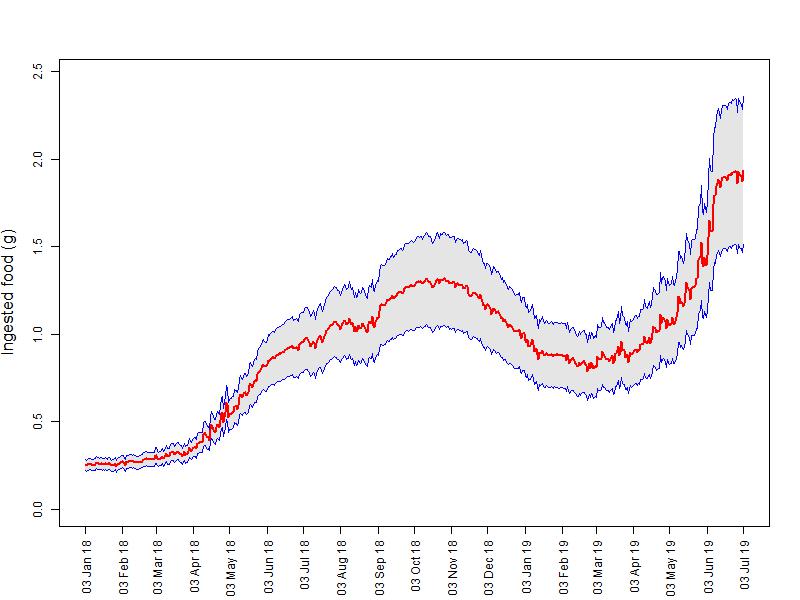 Ingested food (g)
2.5
2.0
1.5
1.0
0.5
0.0
03 Jan 18
03 Feb 18
03 Mar 18
03 Apr 18
03 May 18
03 Jun 18
03 Jul 18
03 Aug 18
03 Sep 18
03 Oct 18
03 Nov 18
03 Dec 18
03 Jan 19
03 Feb 19
03 Mar 19
03 Apr 19
03 May 19
03 Jun 19
03 Jul 19